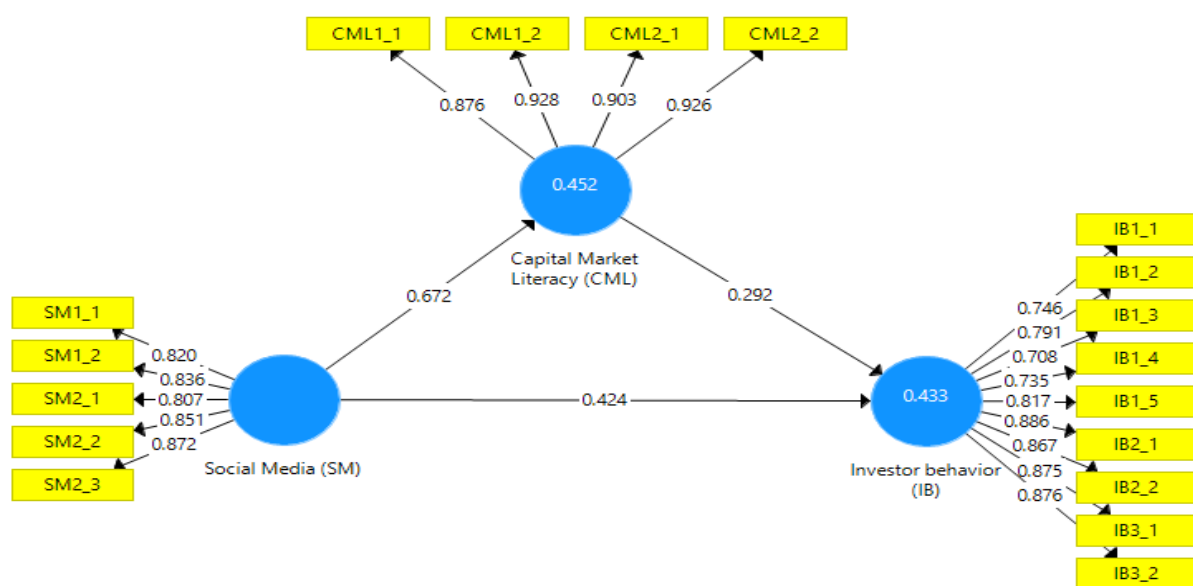 CML1_1 CML1_2 CML2_1 CML2_2
0.876 0.928 0.903 0.926
0.452
Capital Market
Literacy (CML)
0.672
0.292
SM1_1
SM1_2
SM2_1
SM2_2
SM2_3
0.820
0.836
0.807
0.851
0.872
Social Media (SM)
0.424
0.433
Investor behavior
(IB)
0.746
0.791
0.708
0.735
0.817
0.886
0.867
0.875
0.876
IB1_1
IB1_2
IB1_3
IB1_4
IB1_5
IB2_1
IB2_2
IB3_1
IB3_2